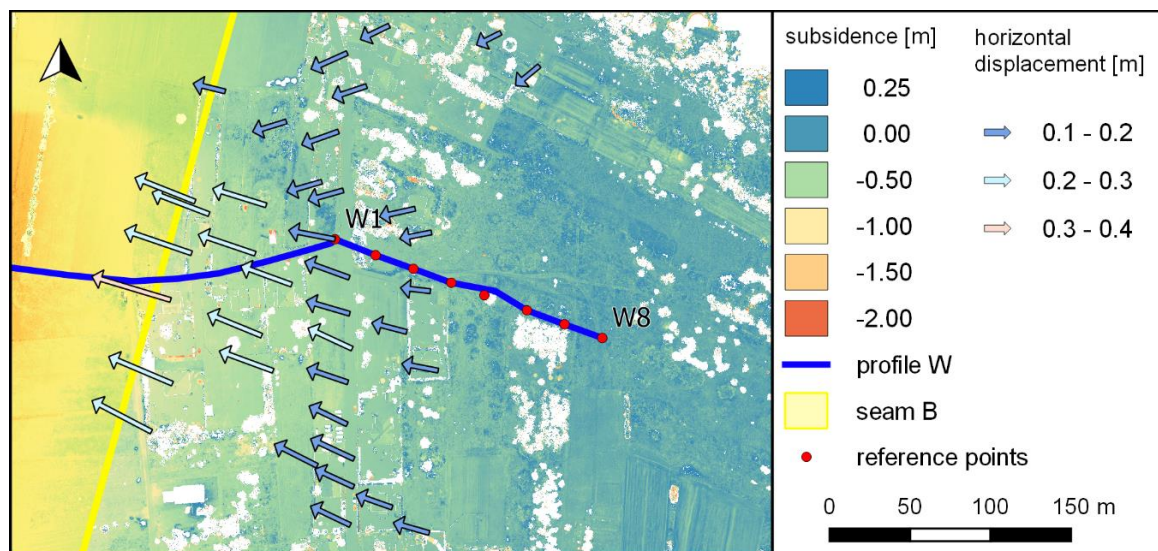 W1
W8
subsidence [m]
0.25
0.00
-0.50
-1.00
-1.50
-2.00
horizontal
displacement [m]
0.1 - 0.2
0.2 - 0.3
0.3 - 0.4
profile W
seam B
reference points
0 50 100 150 m